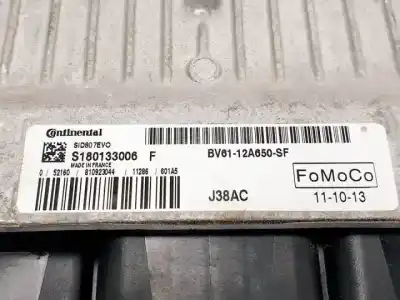 Continental
SID807EVO
S180133006 F
MADE IN FRANCE
0 / 52160 / 810923044 / 11286 / 601A5
BV61-12A650-SF
J38AC
FoMoCo
11-10-13